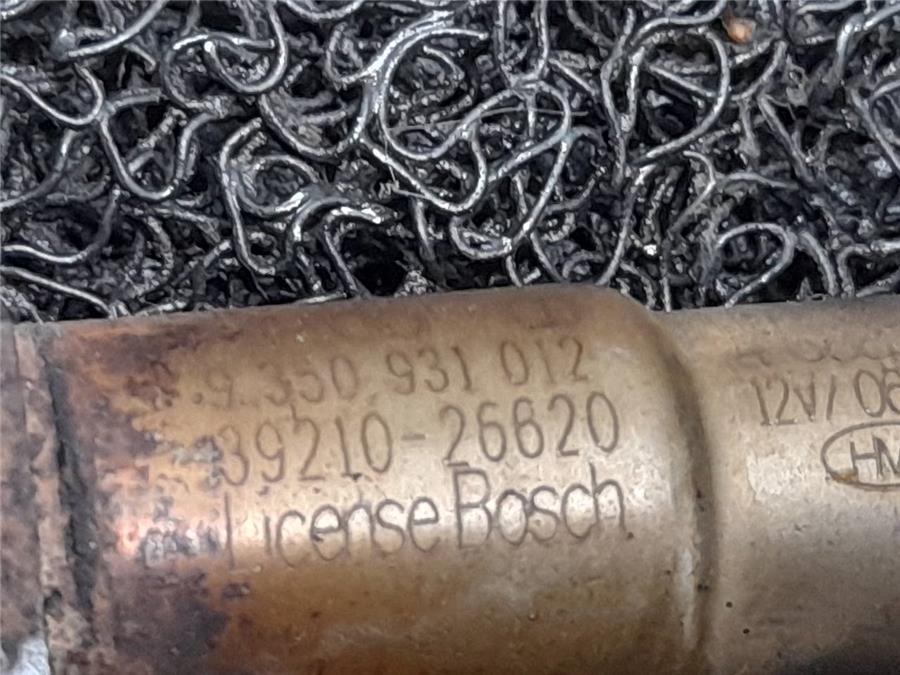 9 350 931 012
39210-26620
License Bosch
12V/ 06
HM